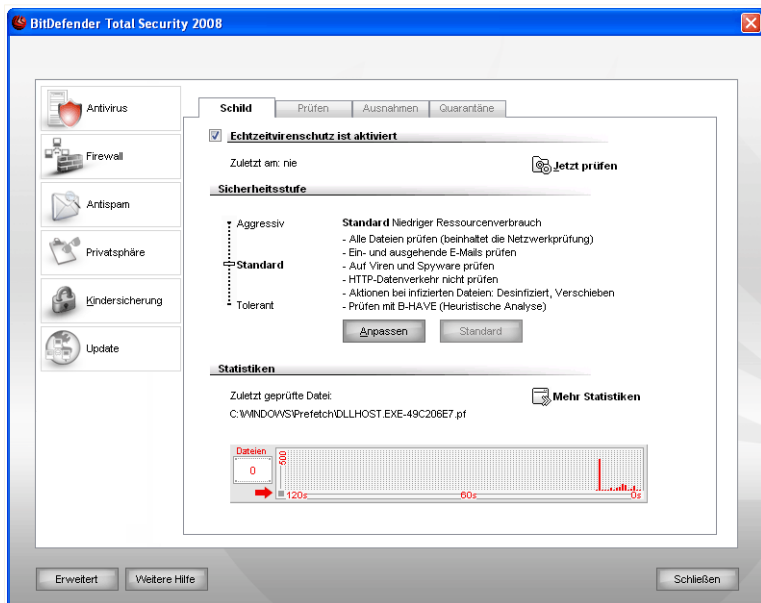 BitDefender Total Security 2008
Antivirus
Firewall
Antispam
Privatsphäre
Kindersicherung
Update
Schild
Prüfen
Ausnahmen
Quarantäne
Echtzeitvirenschutz ist aktiviert
Zuletzt am: nie
Jetzt prüfen
Sicherheitsstufe
Aggressiv
Standard
Tolerant
Standard Niedriger Ressourcenverbrauch
- Alle Dateien prüfen (beinhaltet die Netzwerkprüfung)
- Ein- und ausgehende E-Mails prüfen
- Auf Viren und Spyware prüfen
- HTTP-Datenverkehr nicht prüfen
- Aktionen bei infizierten Dateien: Desinfiziert, Verschieben
- Prüfen mit B-HAVE (Heuristische Analyse)
Anpassen
Standard
Statistiken
Zuletzt geprüfte Datei:
Mehr Statistiken
C:\WINDOWS\Prefetch\DLLHOST.EXE-49C206E7.pf
Dateien
0
500
120s
60s
0s
Erweitert
Weitere Hilfe
Schließen